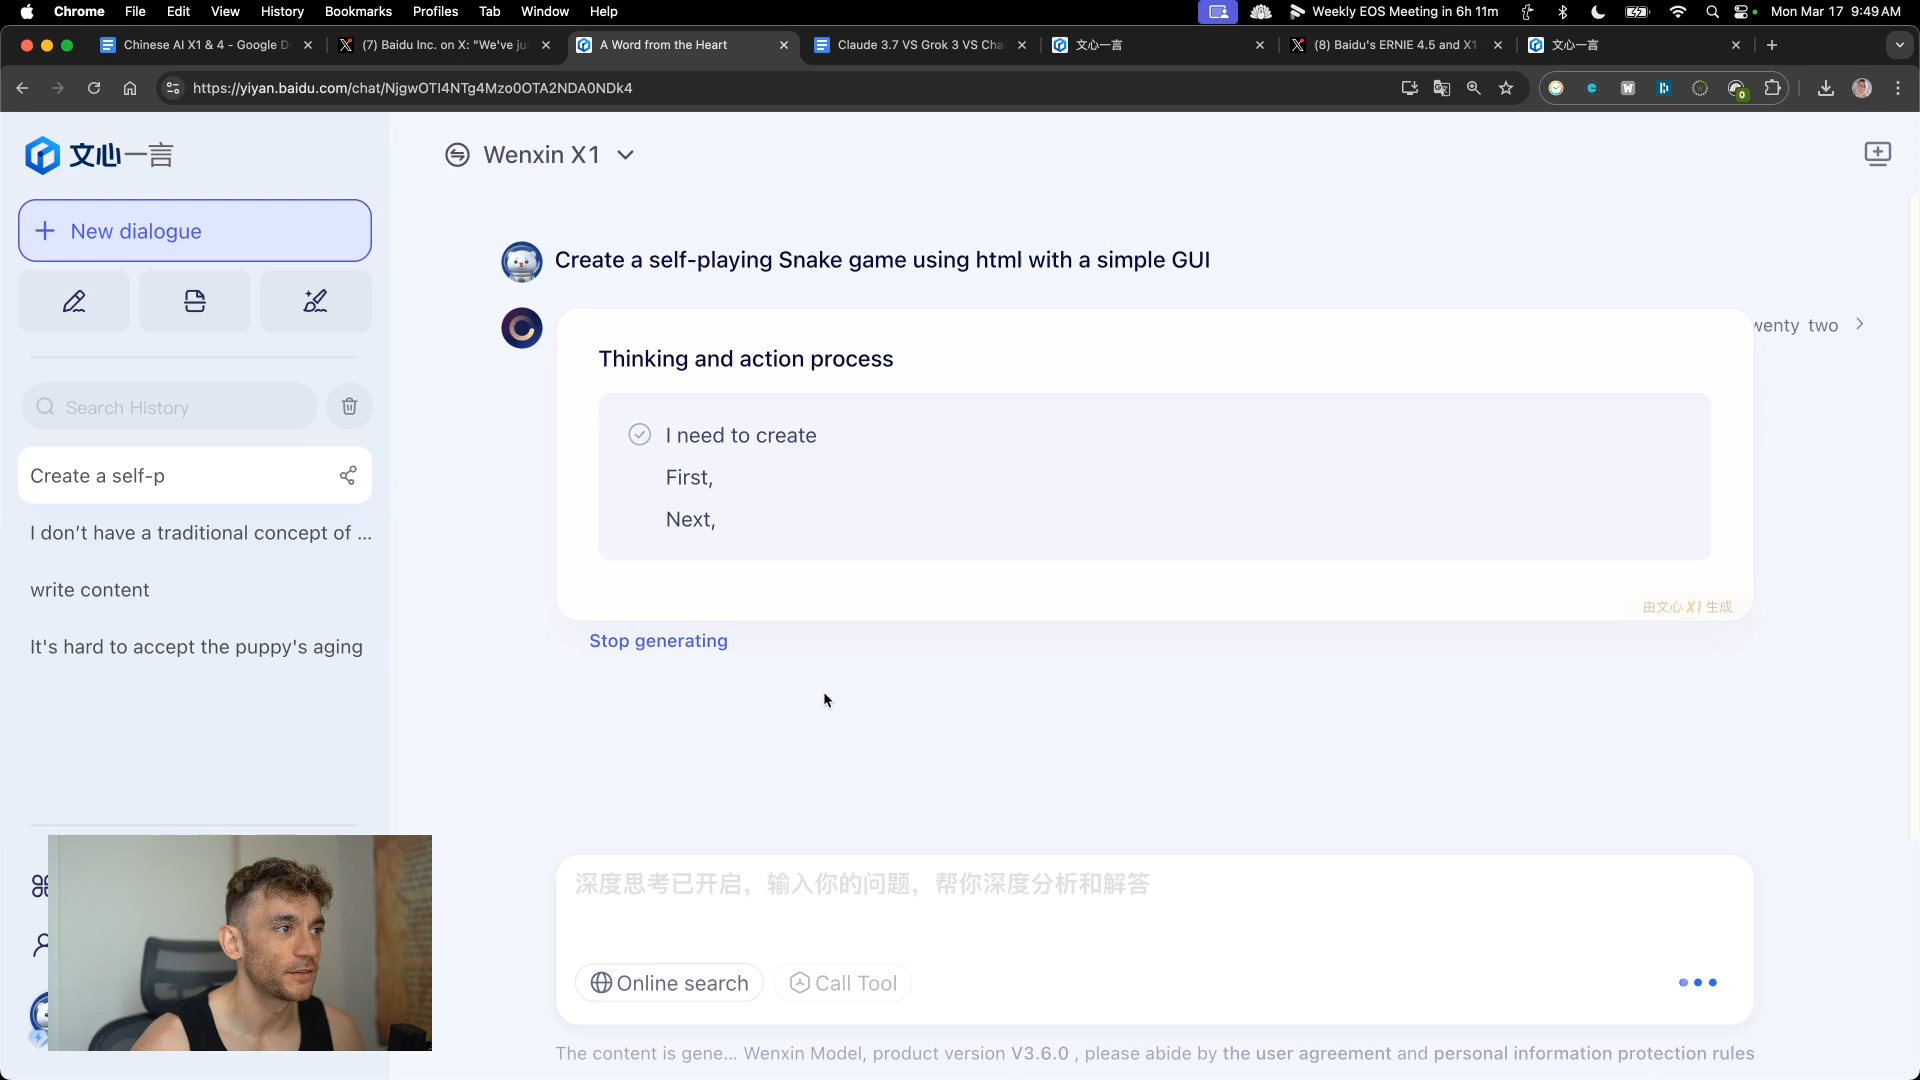 Chrome File Edit View History Bookmarks Profiles Tab Window Help Weekly EOS Meeting in 6h 11m Mon Mar 17 9:49 AM
Chinese AI X1 & 4 - Google D (7) Baidu Inc. on X: "We've ju A Word from the Heart Claude 3.7 VS Grok 3 VS Cha 文心一言 (8) Baidu's ERNIE 4.5 and X1 文心一言
https://yiyan.baidu.com/chat/NjgwOTI4NTg4Mzo0OTA2NDA0NDk4
文心一言
Wenxin X1
New dialogue
Create a self-playing Snake game using html with a simple GUI
wenty two
Thinking and action process
Search History
I need to create
First,
Next,
Create a self-p
I don't have a traditional concept of ...
write content
It's hard to accept the puppy's aging
由文心 X1 生成
Stop generating
深度思考已开启，输入你的问题，帮你深度分析和解答
Online search Call Tool
The content is gene... Wenxin Model, product version V3.6.0 , please abide by the user agreement and personal information protection rules